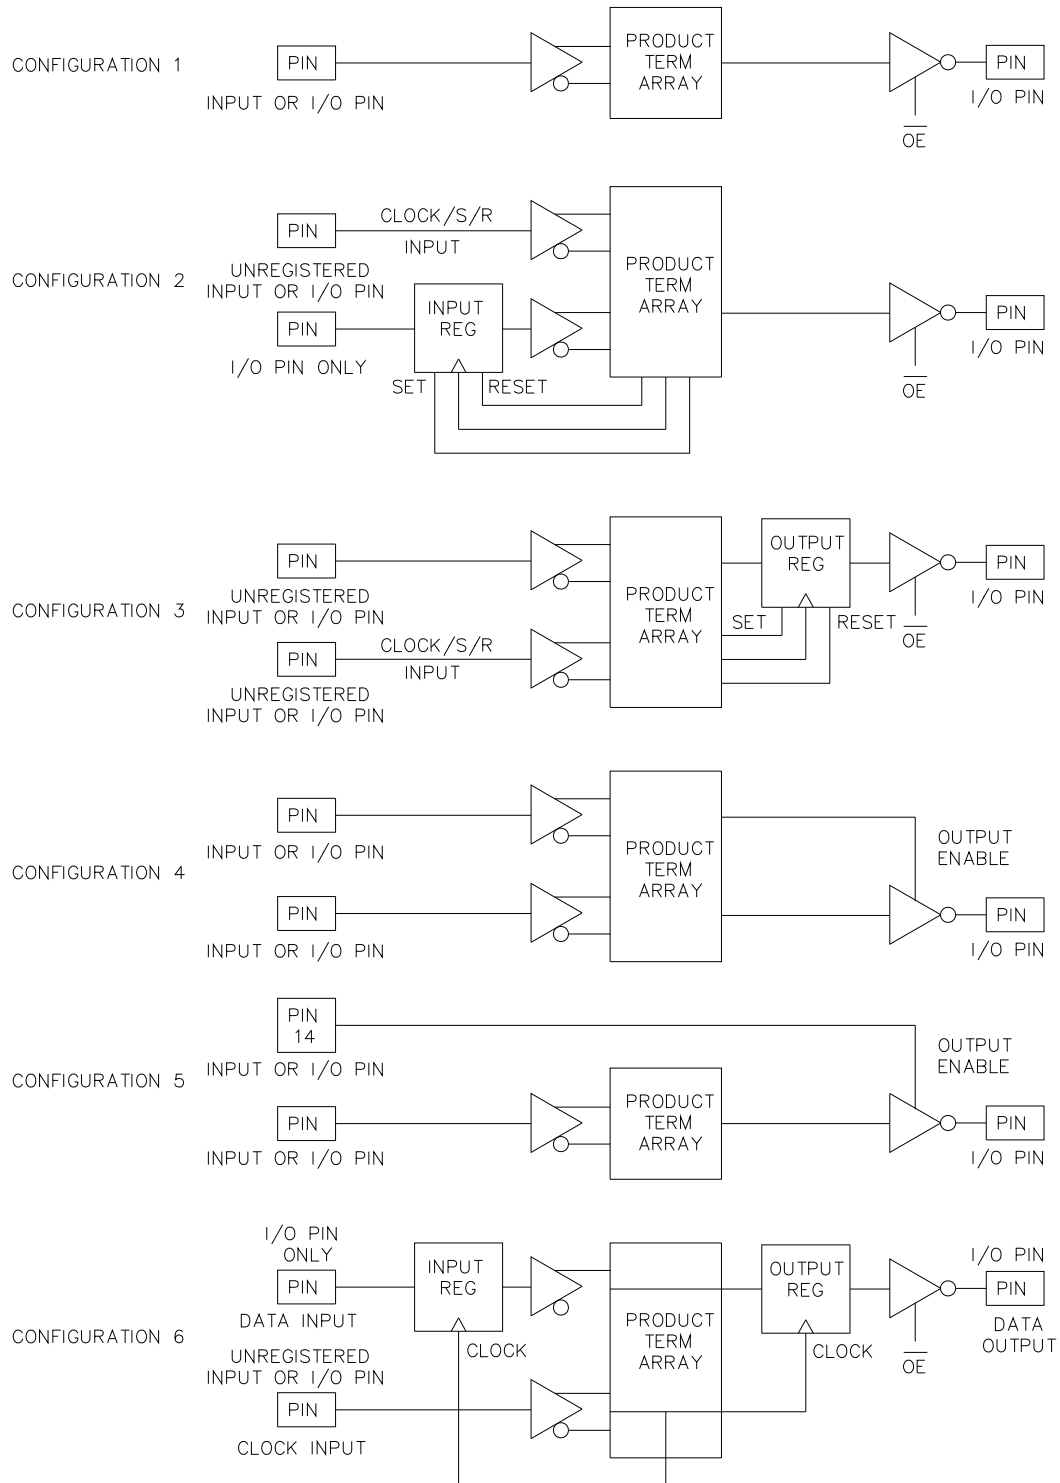 CONFIGURATION 1
PIN
INPUT OR I/O PIN
PRODUCT
TERM
ARRAY
OE
PIN
I/O PIN
CONFIGURATION 2
PIN
CLOCK/S/R
INPUT
UNREGISTERED
INPUT OR I/O PIN
PIN
I/O PIN ONLY
INPUT
REG
SET
RESET
PRODUCT
TERM
ARRAY
OE
PIN
I/O PIN
CONFIGURATION 3
PIN
UNREGISTERED
INPUT OR I/O PIN
PIN
CLOCK/S/R
INPUT
UNREGISTERED
INPUT OR I/O PIN
PRODUCT
TERM
ARRAY
OUTPUT
REG
SET
RESET
OE
PIN
I/O PIN
CONFIGURATION 4
PIN
INPUT OR I/O PIN
PIN
INPUT OR I/O PIN
PRODUCT
TERM
ARRAY
OUTPUT
ENABLE
PIN
I/O PIN
CONFIGURATION 5
PIN
14
INPUT OR I/O PIN
PIN
INPUT OR I/O PIN
PRODUCT
TERM
ARRAY
OUTPUT
ENABLE
PIN
I/O PIN
CONFIGURATION 6
I/O PIN
ONLY
PIN
DATA INPUT
INPUT
REG
CLOCK
UNREGISTERED
INPUT OR I/O PIN
PIN
CLOCK INPUT
PRODUCT
TERM
ARRAY
OUTPUT
REG
CLOCK
OE
I/O PIN
PIN
DATA
OUTPUT